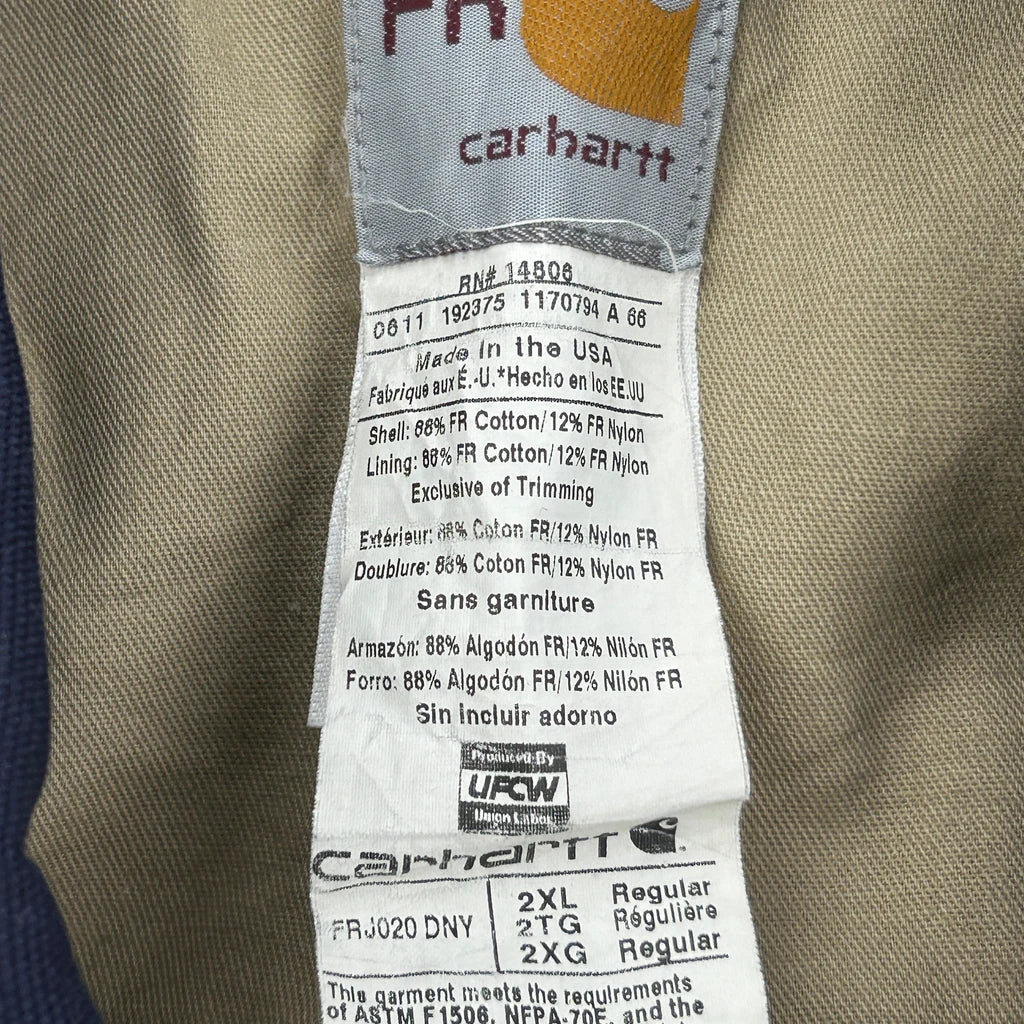 FR
carhartt
RN# 14806
0611 192375 1170794 A 66
Made in the USA
Fabriqué aux É.-U.*Hecho en los EE.UU
Shell: 88% FR Cotton/12% FR Nylon
Lining: 88% FR Cotton/12% FR Nylon
Exclusive of Trimming
Extérieur: 88% Coton FR/12% Nylon FR
Doublure: 88% Coton FR/12% Nylon FR
Sans garniture
Armazón: 88% Algodón FR/12% Nilón FR
Forro: 88% Algodón FR/12% Nilón FR
Sin incluir adorno
Produced By
UFCW
Union Labor
carhartt
FRJ020 DNY
2XL Regular
2TG Régulière
2XG Regular
This garment meets the requirements
of ASTM F1506, NFPA-70E, and the